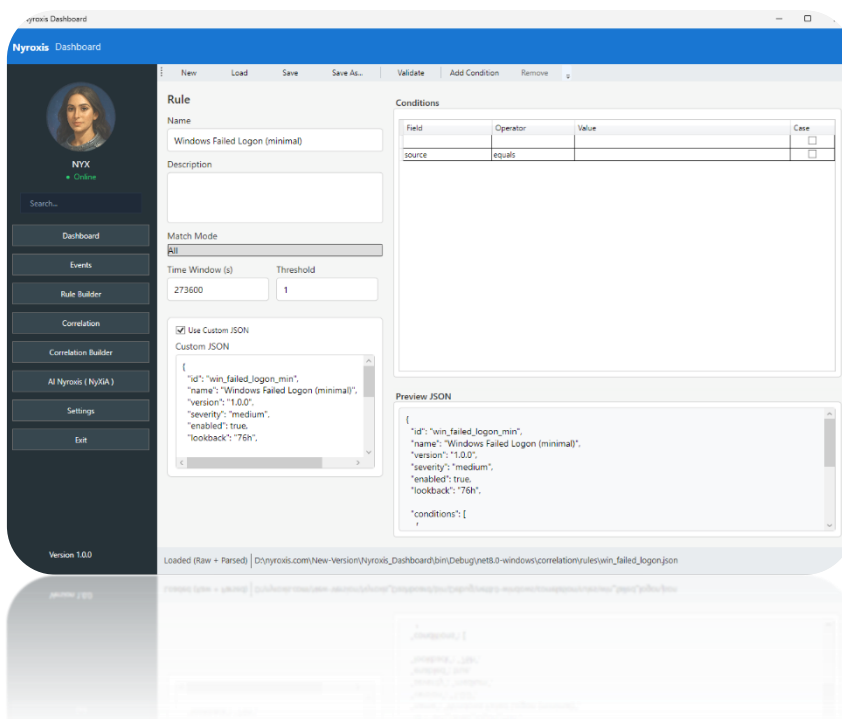 yroxis Dashboard
Nyroxis Dashboard
NYX
Online
Search...
Dashboard
Events
Rule Builder
Correlation
Correlation Builder
AI Nyroxis ( NyXiA )
Settings
Exit
Version 1.0.0
New Load Save Save As... Validate Add Condition Remove
Rule
Name
Windows Failed Logon (minimal)
Description
Match Mode
All
Time Window (s) Threshold
273600 1
Use Custom JSON
Custom JSON
{
"id": "win_failed_logon_min",
"name": "Windows Failed Logon (minimal)",
"version": "1.0.0",
"severity": "medium",
"enabled": true,
"lookback": "76h",
Conditions
Field Operator Value Case
source equals
Preview JSON
{
"id": "win_failed_logon_min",
"name": "Windows Failed Logon (minimal)",
"version": "1.0.0",
"severity": "medium",
"enabled": true,
"lookback": "76h",
"conditions": [
Loaded (Raw + Parsed) D:\nyroxis.com\New-Version\Nyroxis_Dashboard\bin\Debug\net8.0-windows\correlation\rules\win_failed_logon.json